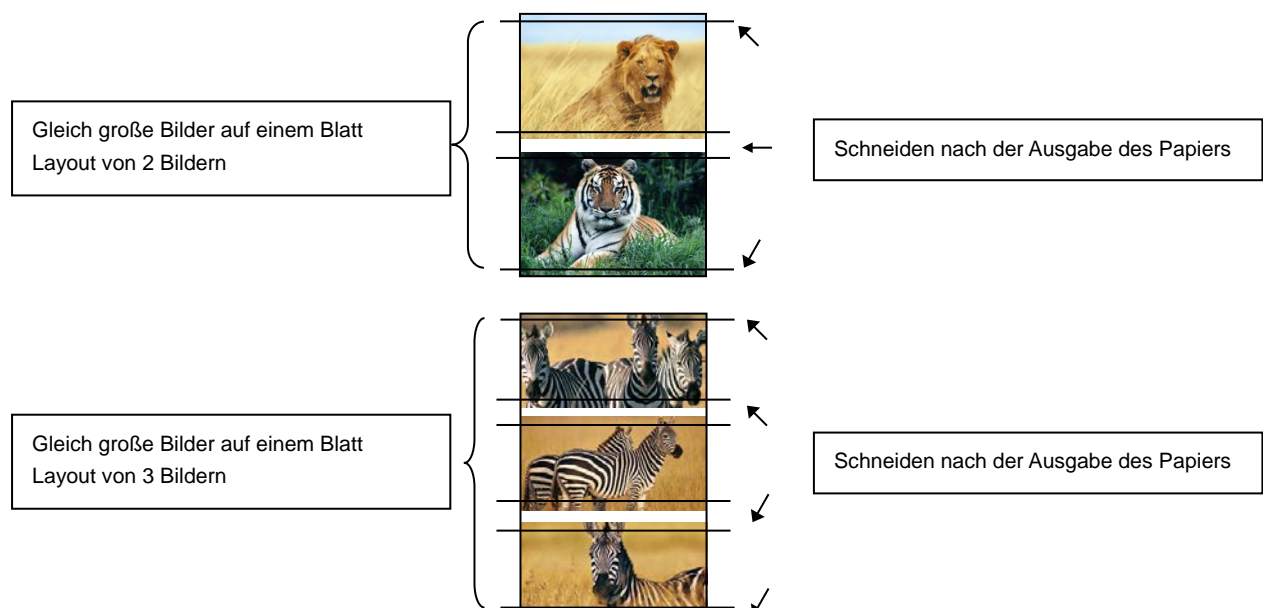 Gleich große Bilder auf einem Blatt
Layout von 2 Bildern
Schneiden nach der Ausgabe des Papiers
Gleich große Bilder auf einem Blatt
Layout von 3 Bildern
Schneiden nach der Ausgabe des Papiers